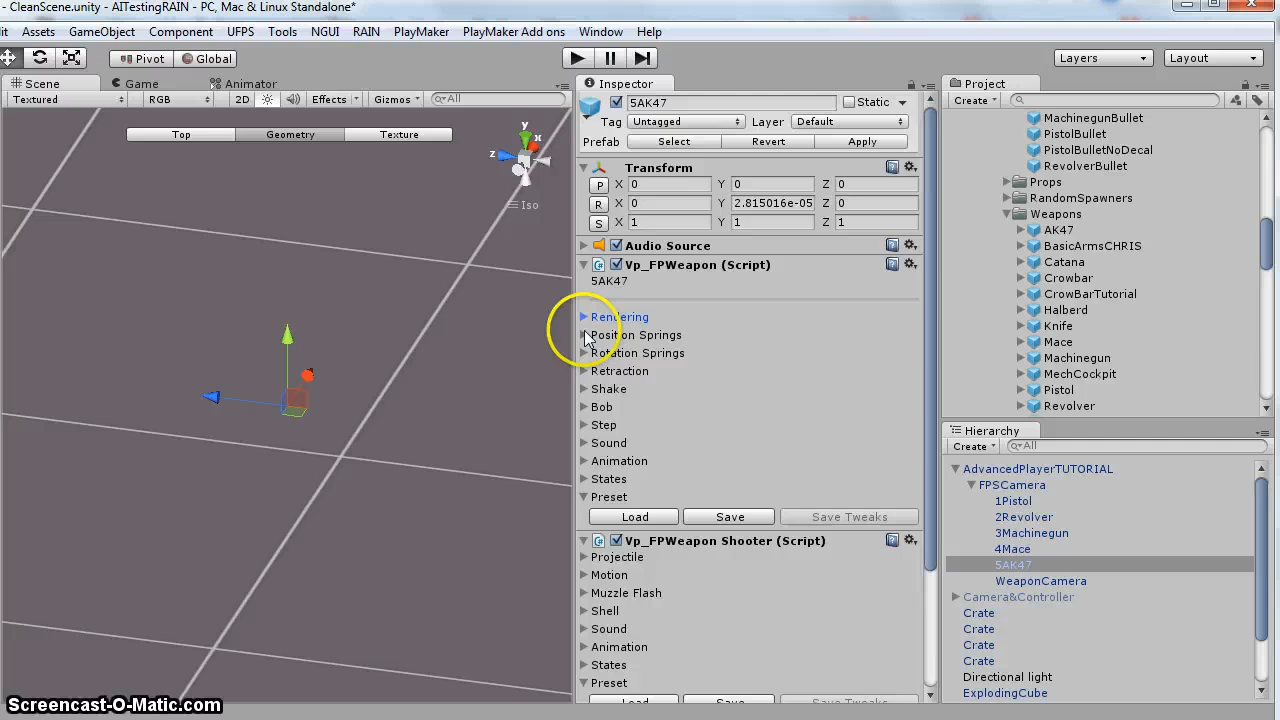 - CleanScene.unity - AITestingRAIN - PC, Mac & Linux Standalone*
it Assets GameObject Component UFPS Tools NGUI RAIN PlayMaker PlayMaker Add ons Window Help
Pivot Global Layers Layout
Scene Game Animator
Textured RGB 2D Effects Gizmos All
Top Geometry Texture
y
x
z
Iso
Inspector
5AK47 Static
Tag Untagged Layer Default
Prefab Select Revert Apply
Transform
P X 0 Y 0 Z 0
R X 0 Y 2.815016e-05 Z 0
S X 1 Y 1 Z 1
Audio Source
Vp_FPWeapon (Script)
5AK47
Rendering
Position Springs
Rotation Springs
Retraction
Shake
Bob
Step
Sound
Animation
States
Preset
Load Save Save Tweaks
Vp_FPWeapon Shooter (Script)
Projectile
Motion
Muzzle Flash
Shell
Sound
Animation
States
Preset
Load Save Save Tweaks
Project
Create
MachinegunBullet
PistolBullet
PistolBulletNoDecal
RevolverBullet
Props
RandomSpawners
Weapons
AK47
BasicArmsCHRIS
Catana
Crowbar
CrowBarTutorial
Halberd
Knife
Mace
Machinegun
MechCockpit
Pistol
Revolver
Hierarchy
Create All
AdvancedPlayerTUTORIAL
FPSCamera
1Pistol
2Revolver
3Machinegun
4Mace
5AK47
WeaponCamera
Camera&Controller
Crate
Crate
Crate
Crate
Directional light
ExplodingCube
Screencast-O-Matic.com